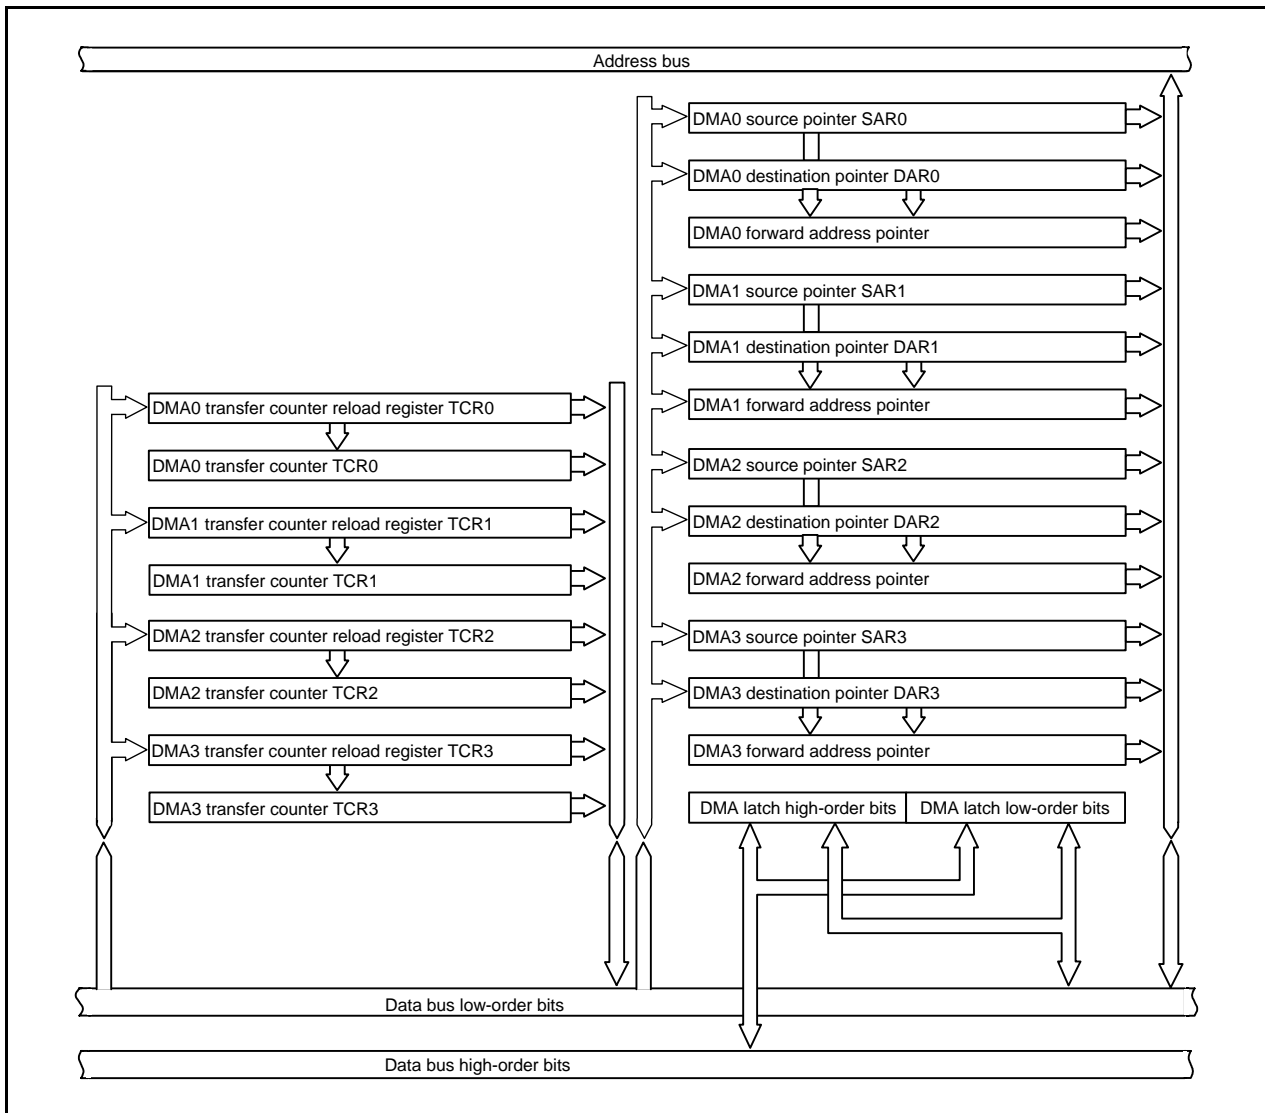 Address bus
DMA0 source pointer SAR0
DMA0 destination pointer DAR0
DMA0 forward address pointer
DMA1 source pointer SAR1
DMA1 destination pointer DAR1
DMA1 forward address pointer
DMA2 source pointer SAR2
DMA2 destination pointer DAR2
DMA2 forward address pointer
DMA3 source pointer SAR3
DMA3 destination pointer DAR3
DMA3 forward address pointer
DMA0 transfer counter reload register TCR0
DMA0 transfer counter TCR0
DMA1 transfer counter reload register TCR1
DMA1 transfer counter TCR1
DMA2 transfer counter reload register TCR2
DMA2 transfer counter TCR2
DMA3 transfer counter reload register TCR3
DMA3 transfer counter TCR3
DMA latch high-order bits
DMA latch low-order bits
Data bus low-order bits
Data bus high-order bits